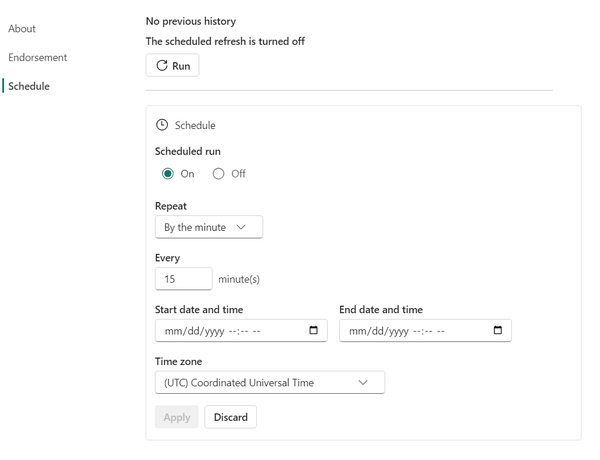 About
Endorsement
Schedule
No previous history
The scheduled refresh is turned off
Run
Schedule
Scheduled run
On Off
Repeat
By the minute
Every
15 minute(s)
Start date and time End date and time
mm/dd/yyyy --:-- -- mm/dd/yyyy --:-- --
Time zone
(UTC) Coordinated Universal Time
Apply Discard